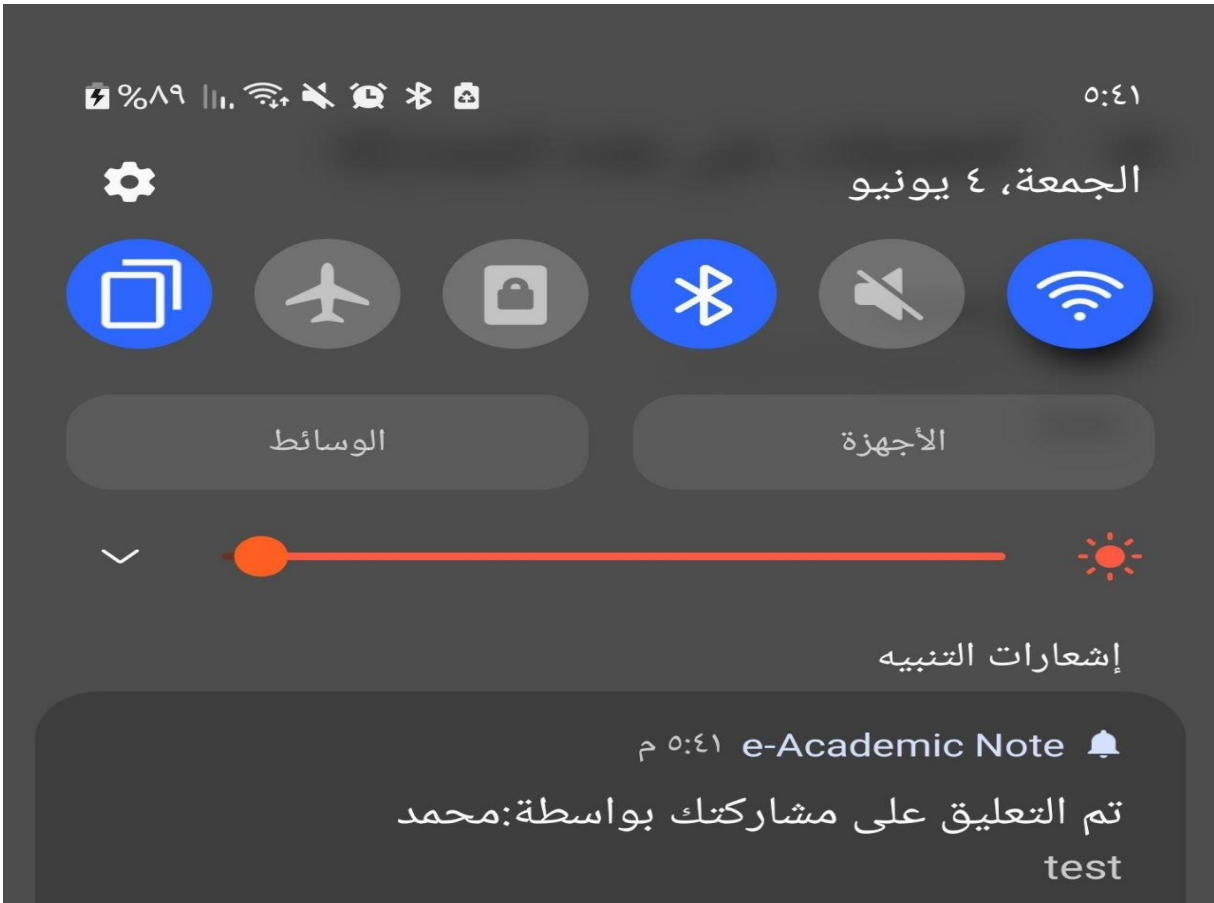 ٥:٤١ %٨٩
الجمعة، ٤ يونيو
الأجهزة الوسائط
إشعارات التنبيه
e-Academic Note ٥:٤١ م
تم التعليق على مشاركتك بواسطة:محمد
test